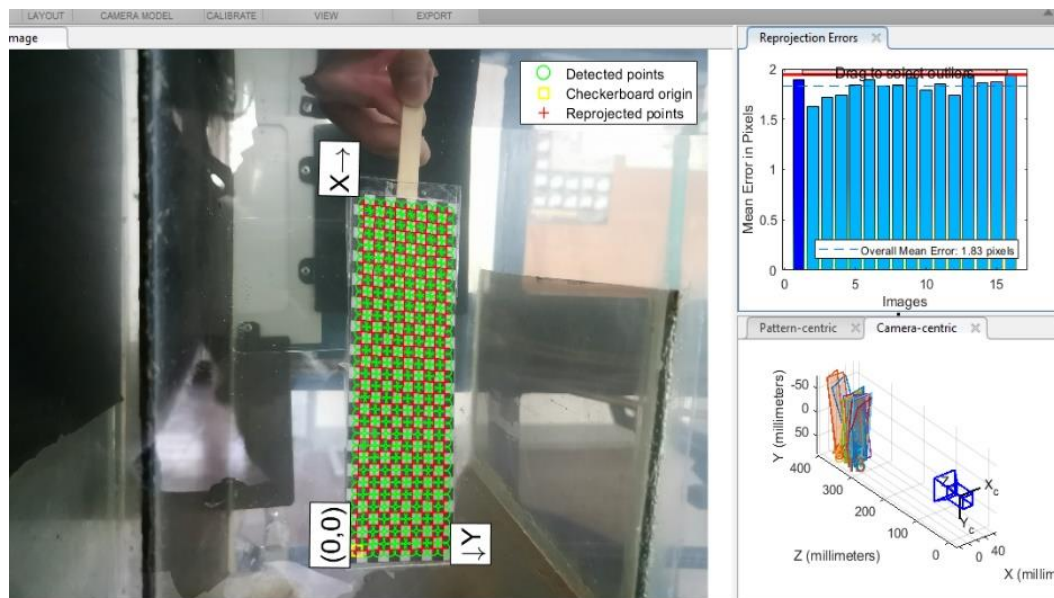 LAYOUT CAMERA MODEL CALIBRATE VIEW EXPORT
mage
Detected points
Checkerboard origin
Reprojected points
X→
(0,0)
→Y
Reprojection Errors
Drag to select outliers
Mean Error in Pixels
2
1.5
1
0.5
0
Overall Mean Error: 1.83 pixels
0 5 10 15
Images
Pattern-centric Camera-centric
Y (millimeters)
-50
0
50
400
300
200
100
0
Z (millimeters)
0 40
X (millim
X c
Y c